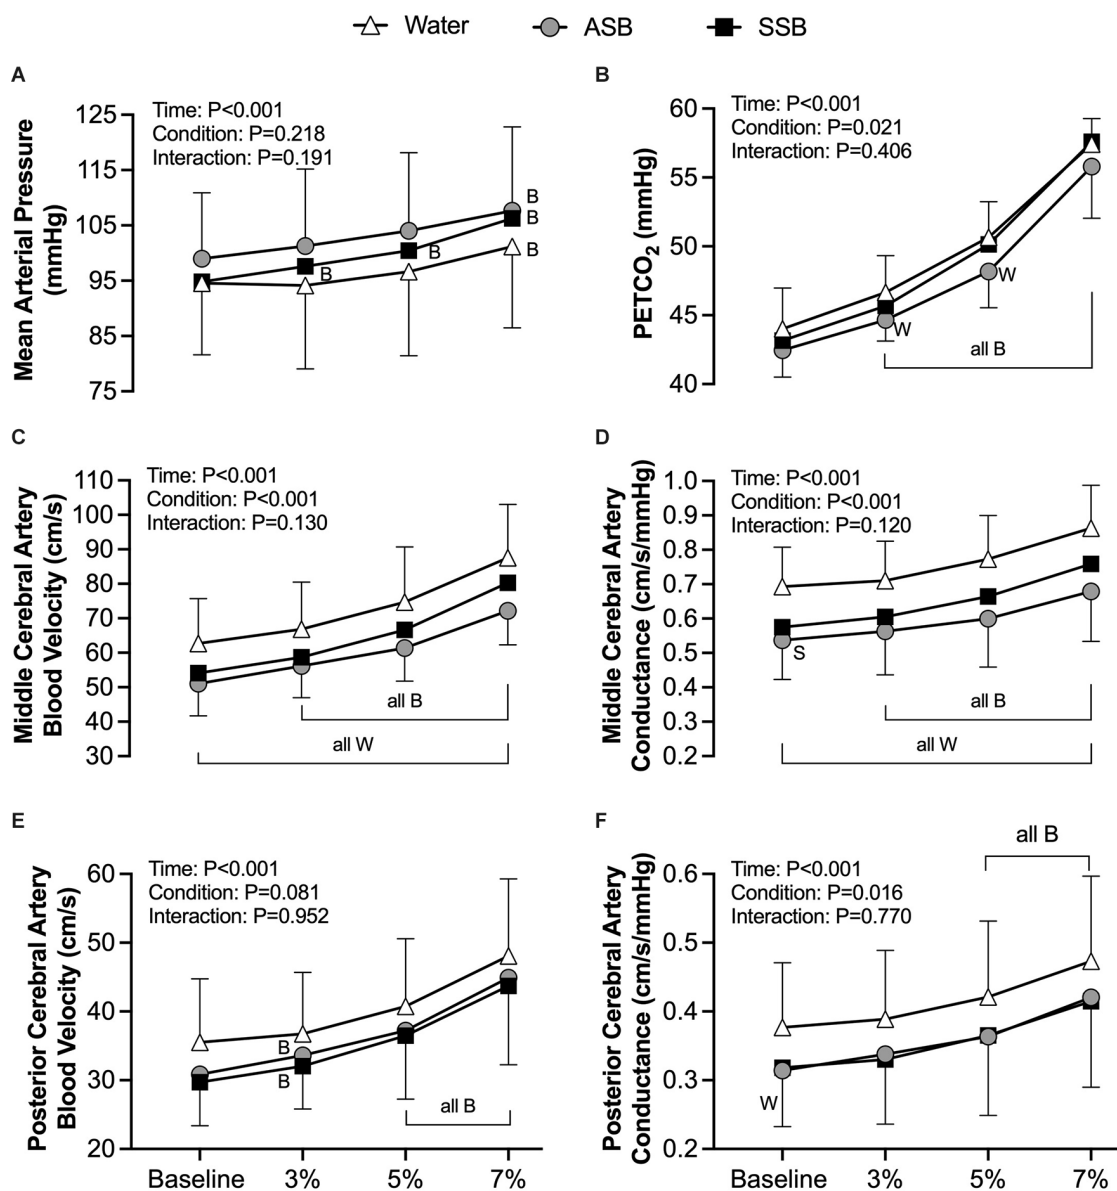 Water ASB SSB
A
Mean Arterial Pressure
(mmHg)
125
115
105
95
85
75
Time: P<0.001
Condition: P=0.218
Interaction: P=0.191
B
B
B
B
B
B
PETCO2 (mmHg)
60
55
50
45
40
Time: P<0.001
Condition: P=0.021
Interaction: P=0.406
W
W
all B
C
Middle Cerebral Artery
Blood Velocity (cm/s)
110
100
90
80
70
60
50
40
30
Time: P<0.001
Condition: P<0.001
Interaction: P=0.130
all B
all W
D
Middle Cerebral Artery
Conductance (cm/s/mmHg)
1.0
0.9
0.8
0.7
0.6
0.5
0.4
0.3
0.2
Time: P<0.001
Condition: P<0.001
Interaction: P=0.120
S
all B
all W
E
Posterior Cerebral Artery
Blood Velocity (cm/s)
60
50
40
30
20
Time: P<0.001
Condition: P=0.081
Interaction: P=0.952
B
B
all B
Baseline 3% 5% 7%
F
Posterior Cerebral Artery
Conductance (cm/s/mmHg)
0.6
0.5
0.4
0.3
0.2
Time: P<0.001
Condition: P=0.016
Interaction: P=0.770
all B
W
Baseline 3% 5% 7%